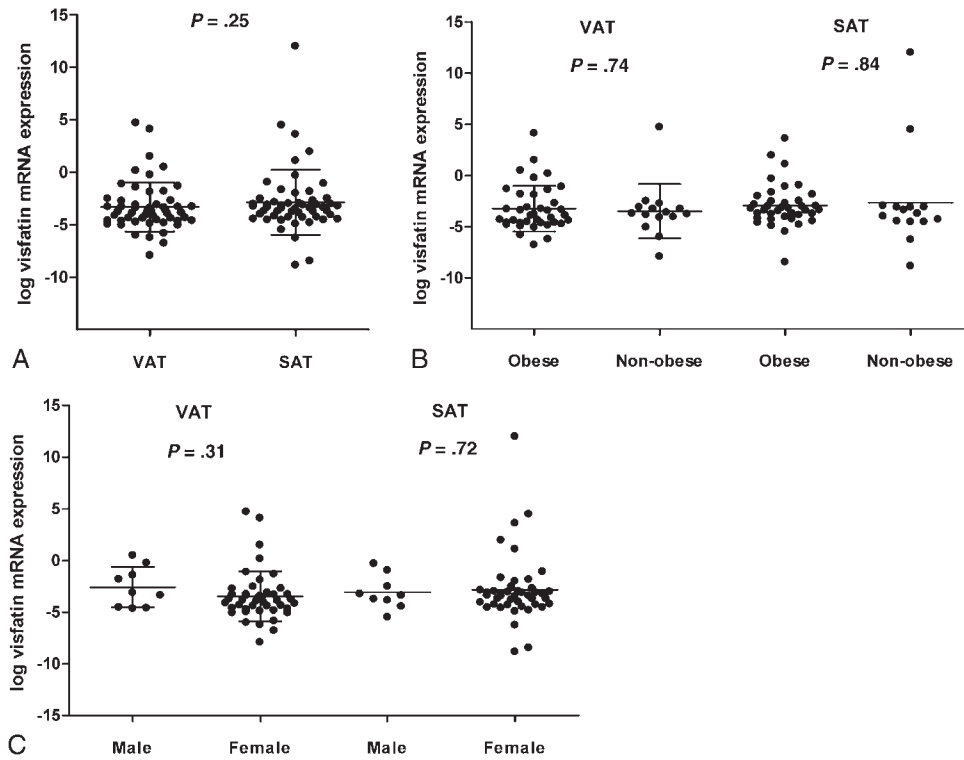 P = .25
15
10
5
0
-5
-10
log visfatin mRNA expression
VAT SAT
A
VAT SAT
P = .74 P = .84
15
10
5
0
-5
-10
log visfatin mRNA expression
Obese Non-obese Obese Non-obese
B
VAT SAT
P = .31 P = .72
15
10
5
0
-5
-10
-15
log visfatin mRNA expression
Male Female Male Female
C